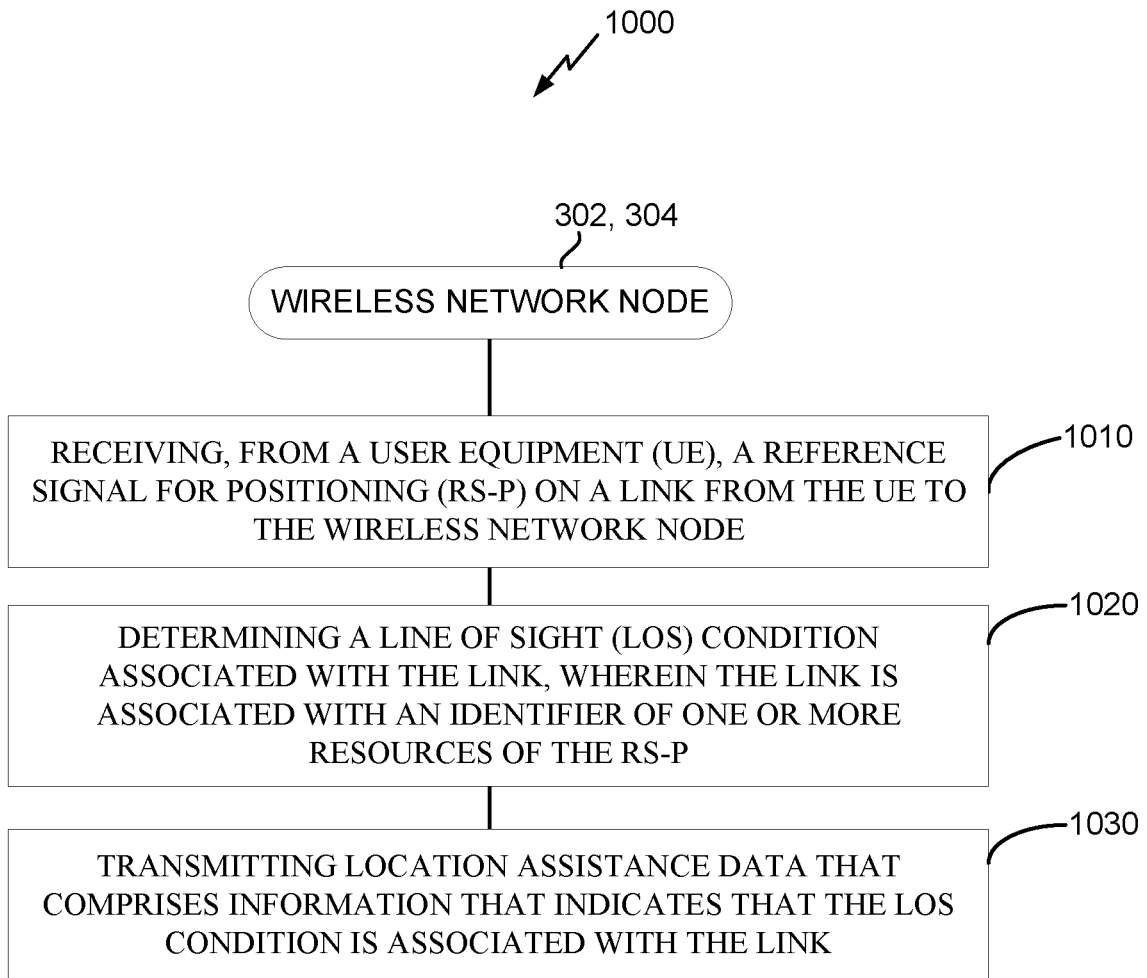 1000
302, 304
WIRELESS NETWORK NODE
RECEIVING, FROM A USER EQUIPMENT (UE), A REFERENCE
SIGNAL FOR POSITIONING (RS-P) ON A LINK FROM THE UE TO
THE WIRELESS NETWORK NODE
1010
DETERMINING A LINE OF SIGHT (LOS) CONDITION
ASSOCIATED WITH THE LINK, WHEREIN THE LINK IS
ASSOCIATED WITH AN IDENTIFIER OF ONE OR MORE
RESOURCES OF THE RS-P
1020
TRANSMITTING LOCATION ASSISTANCE DATA THAT
COMPRISES INFORMATION THAT INDICATES THAT THE LOS
CONDITION IS ASSOCIATED WITH THE LINK
1030